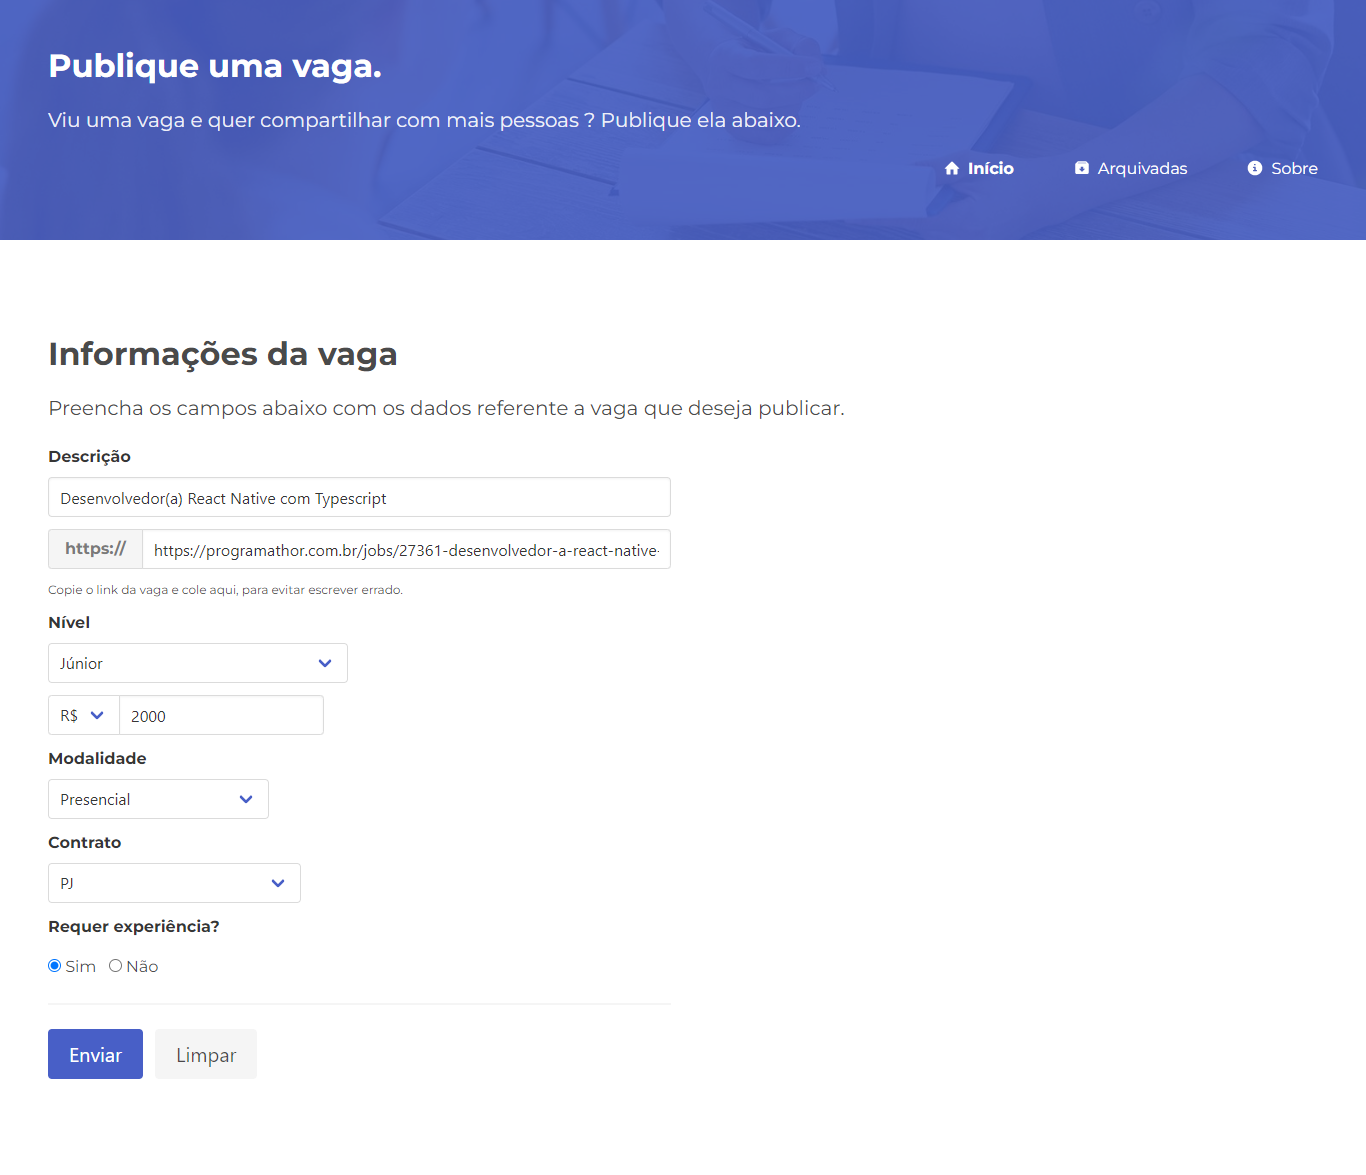 Publique uma vaga.
Viu uma vaga e quer compartilhar com mais pessoas ? Publique ela abaixo.
Início Arquivadas Sobre
Informações da vaga
Preencha os campos abaixo com os dados referente a vaga que deseja publicar.
Descrição
Desenvolvedor(a) React Native com Typescript
https:// https://programathor.com.br/jobs/27361-desenvolvedor-a-react-native-
Copie o link da vaga e cole aqui, para evitar escrever errado.
Nível
Júnior
R$ 2000
Modalidade
Presencial
Contrato
PJ
Requer experiência?
Sim Não
Enviar Limpar